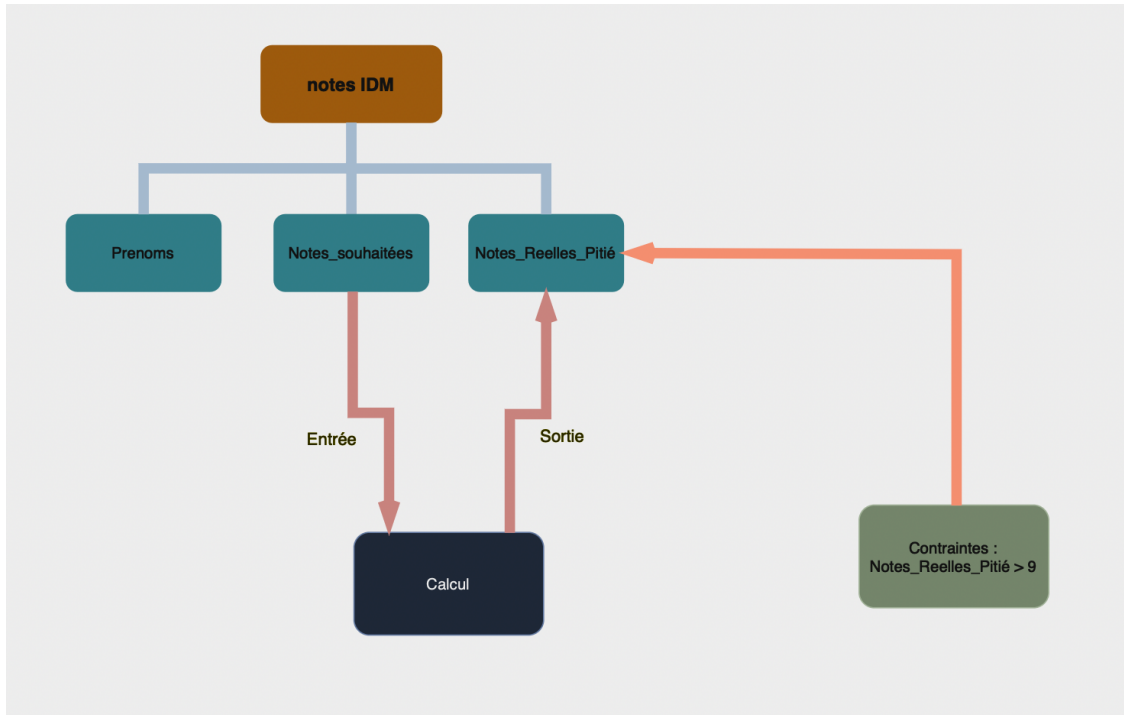 notes IDM
Prenoms
Notes_souhaitées
Notes_Reelles_Pitié
Entrée
Sortie
Calcul
Contraintes :
Notes_Reelles_Pitié > 9